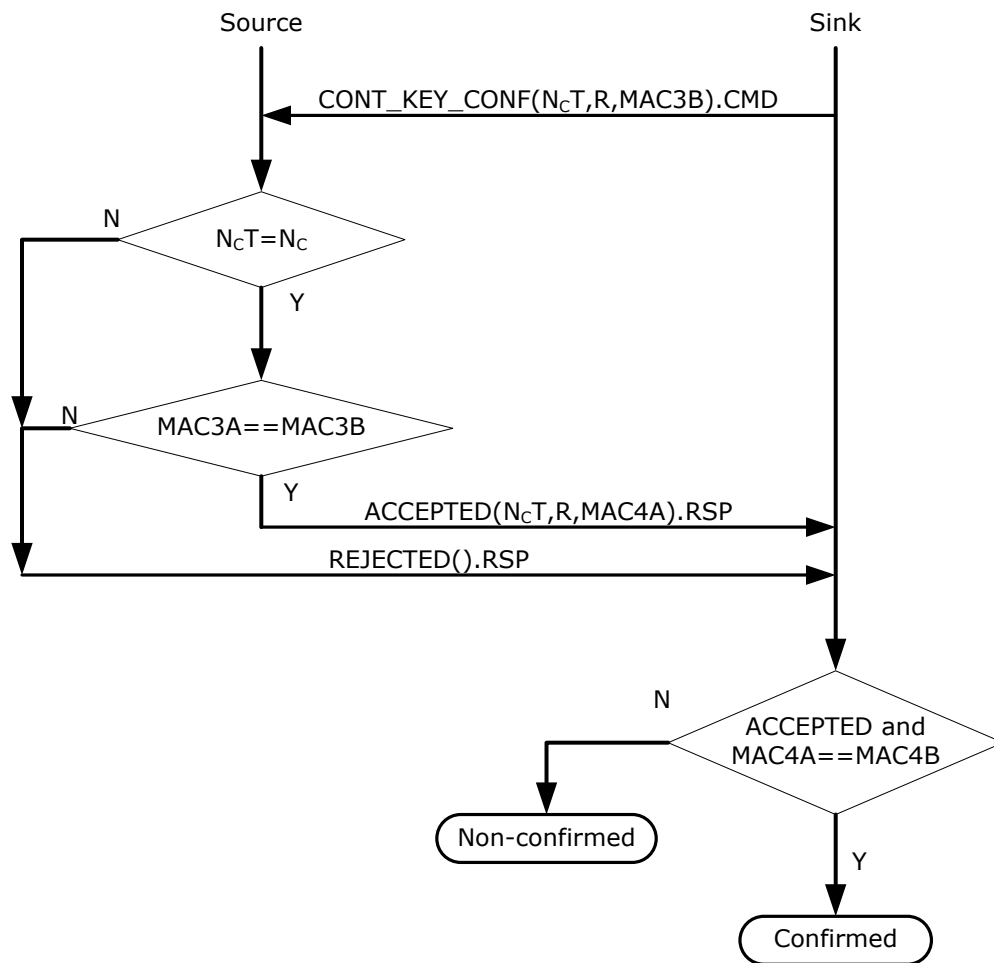 Source
Sink
CONT_KEY_CONF(NCT,R,MAC3B).CMD
N
NCT=NC
Y
N
MAC3A==MAC3B
Y
ACCEPTED(NCT,R,MAC4A).RSP
REJECTED().RSP
N
ACCEPTED and
MAC4A==MAC4B
Non-confirmed
Y
Confirmed